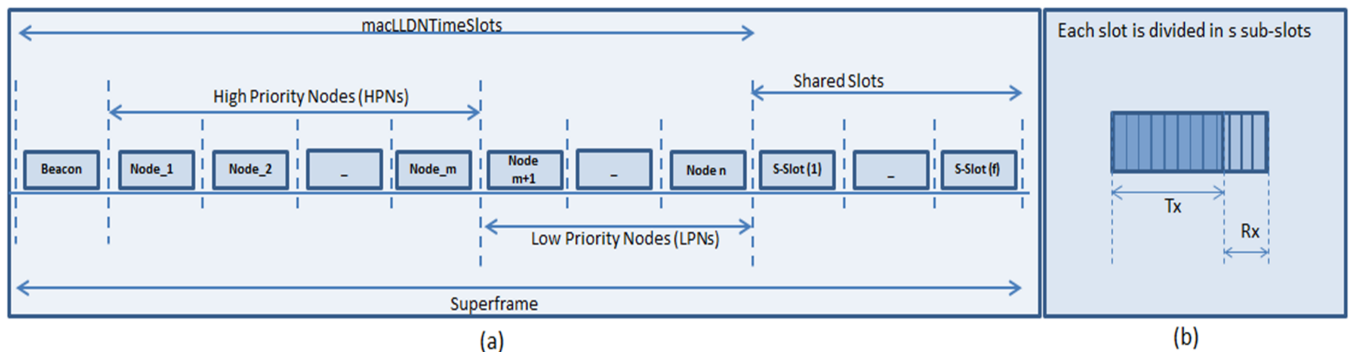 macLLDNTimeSlots
High Priority Nodes (HPNs)
Shared Slots
Beacon
Node_1
Node_2
_
Node_m
Node
m+1
_
Node n
S-Slot (1)
_
S-Slot (f)
Low Priority Nodes (LPNs)
Superframe
(a)
Each slot is divided in s sub-slots
Tx
Rx
(b)